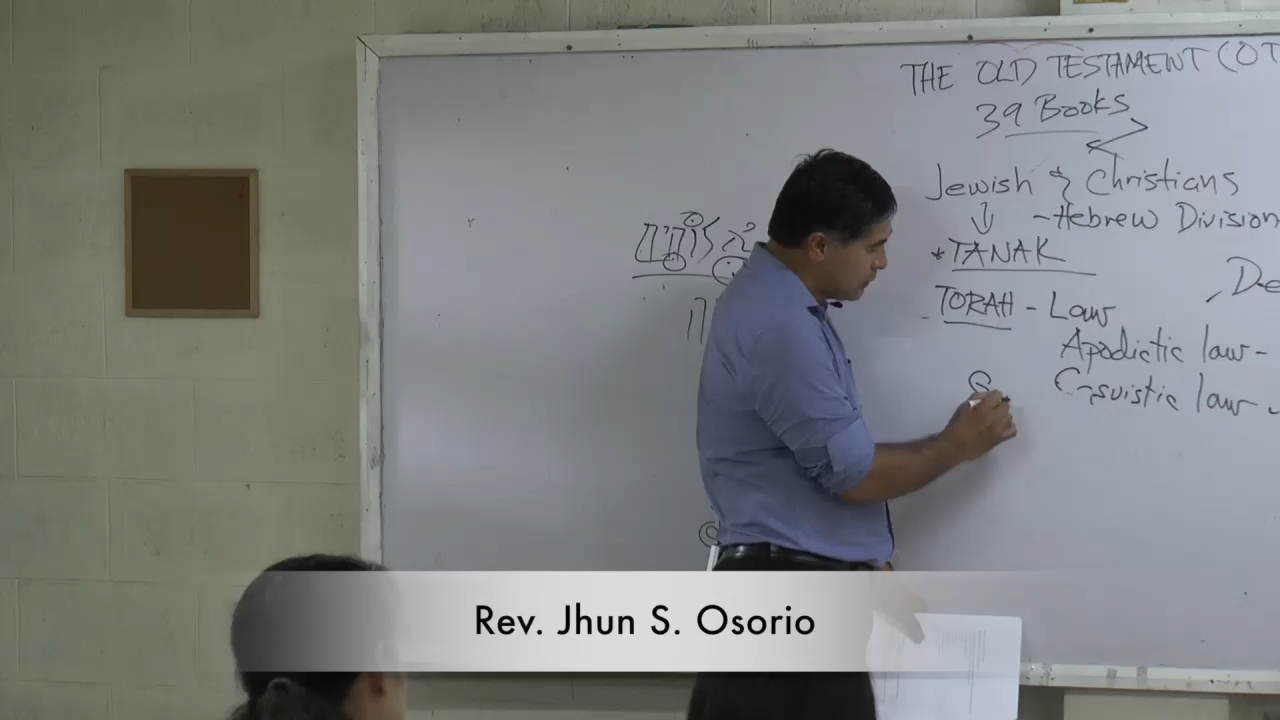 THE OLD TESTAMENT (OT
39 Books
Jewish & Christians
- Hebrew Division
* TANAK
TORAH - Law
Apodictic law -
Casuistic law -
Rev. Jhun S. Osorio